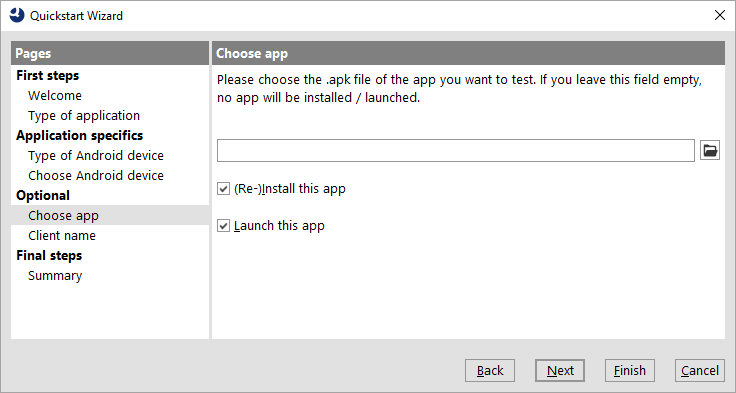 Quickstart Wizard
Pages
First steps
Welcome
Type of application
Application specifics
Type of Android device
Choose Android device
Optional
Choose app
Client name
Final steps
Summary
Choose app
Please choose the .apk file of the app you want to test. If you leave this field empty,
no app will be installed / launched.
(Re-)Install this app
Launch this app
Back
Next
Finish
Cancel